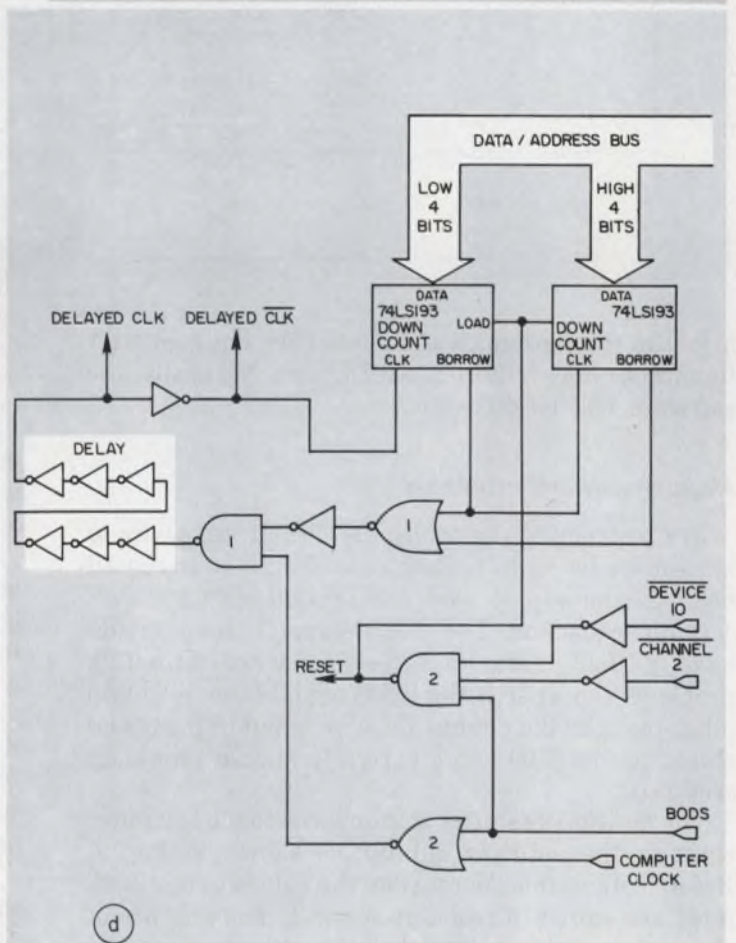 DATA / ADDRESS BUS
LOW
4
BITS
HIGH
4
BITS
DELAYED CLK
DELAYED CLK
DATA
74LS193
DOWN
COUNT
CLK
LOAD
BORROW
DATA
74LS193
DOWN
COUNT
CLK
BORROW
DELAY
1
1
DEVICE
10
CHANNEL
2
RESET
2
BODS
2
COMPUTER
CLOCK
d